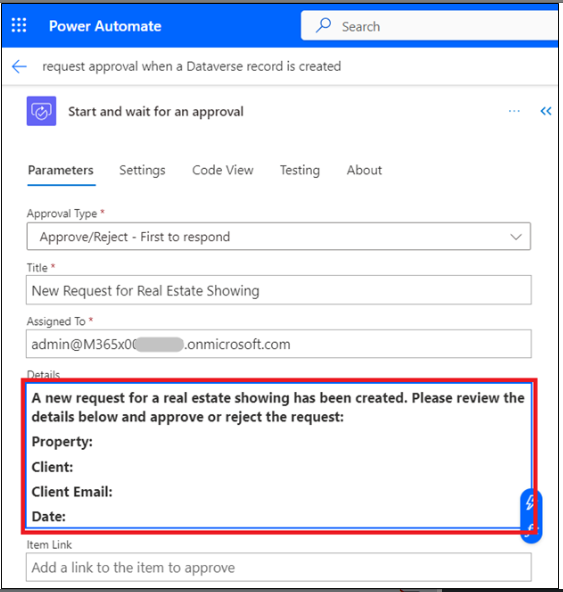 Power Automate
Search
request approval when a Dataverse record is created
Start and wait for an approval
Parameters Settings Code View Testing About
Approval Type *
Approve/Reject - First to respond
Title *
New Request for Real Estate Showing
Assigned To *
admin@M365x00 .onmicrosoft.com
Details
A new request for a real estate showing has been created. Please review the
details below and approve or reject the request:
Property:
Client:
Client Email:
Date:
Item Link
Add a link to the item to approve